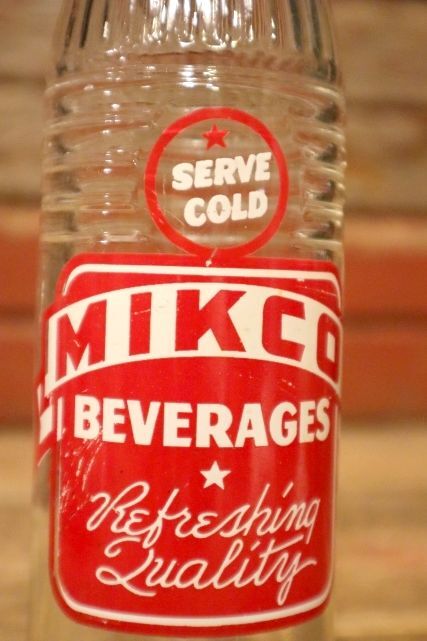 SERVE
COLD
MIKCO
BEVERAGES
Refreshing
Quality